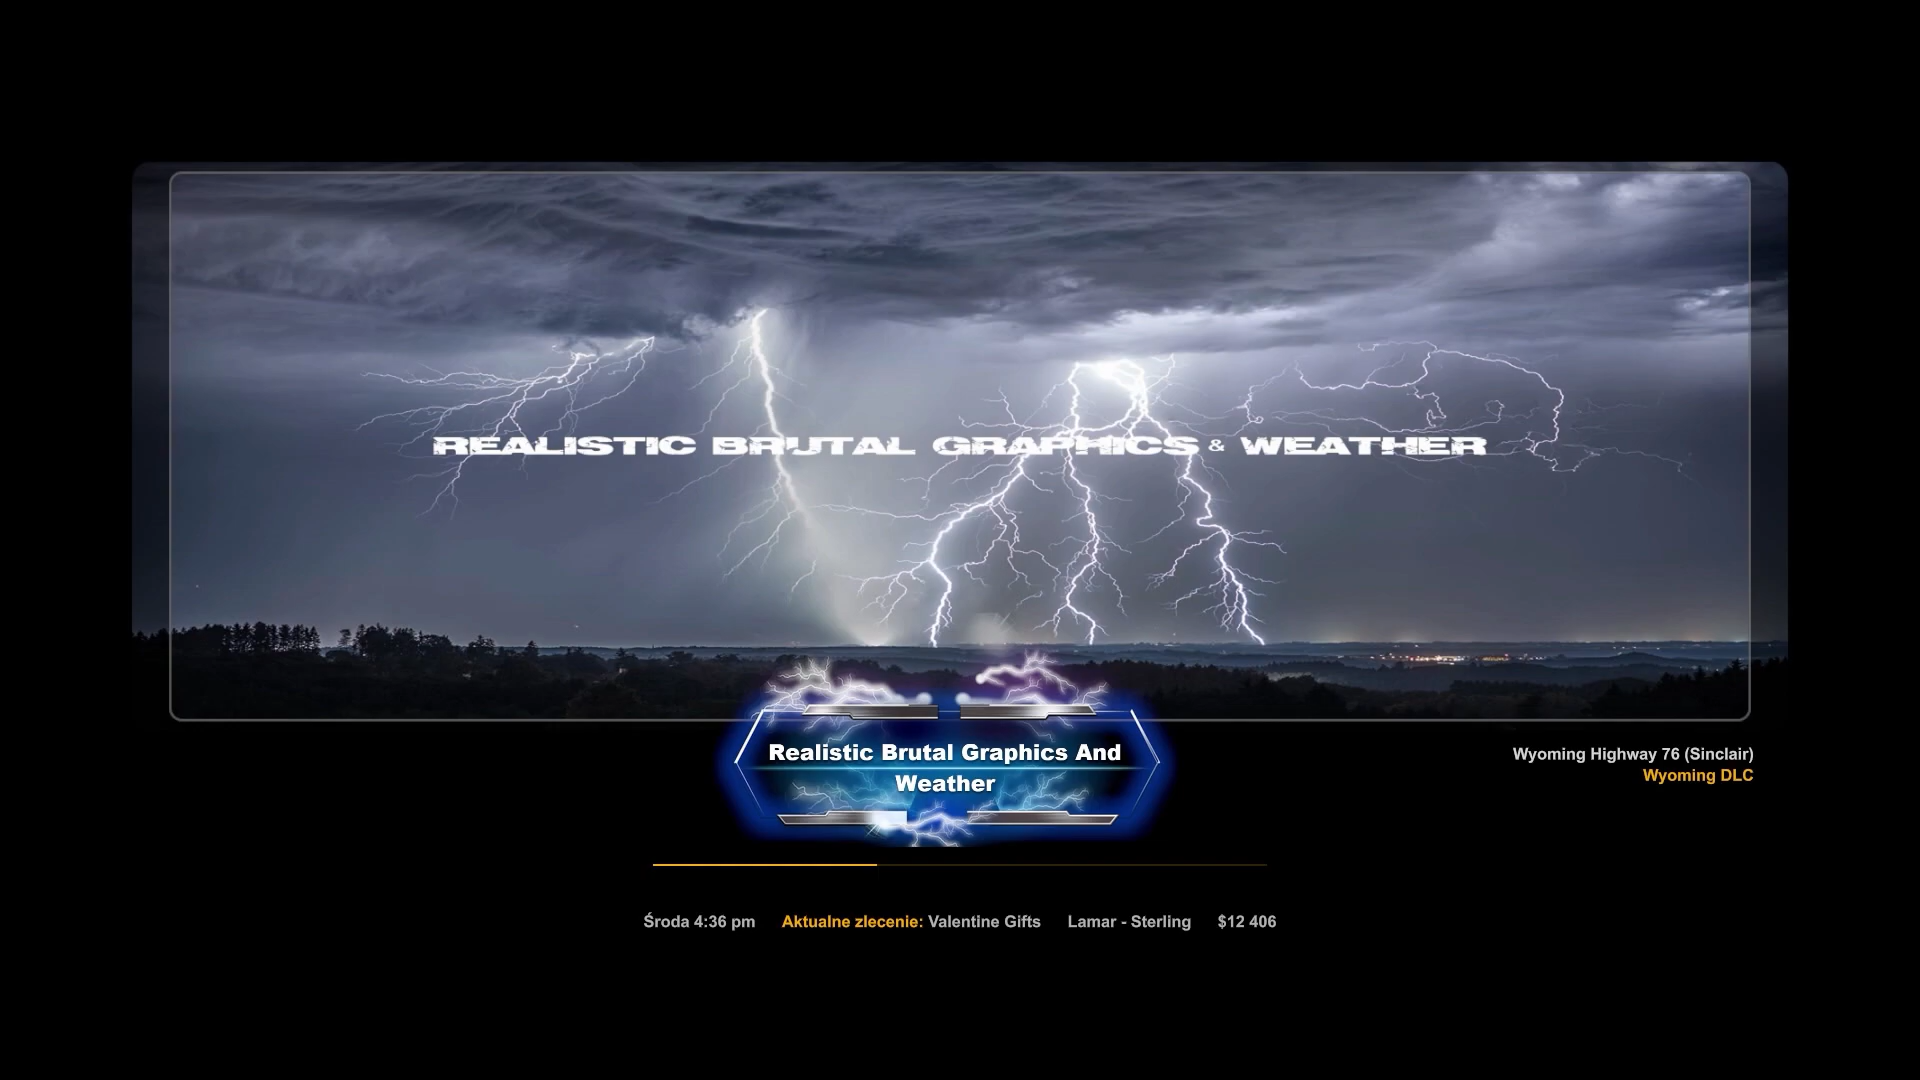 REALISTIC BRUTAL GRAPHICS & WEATHER
Realistic Brutal Graphics And
Weather
Wyoming Highway 76 (Sinclair)
Wyoming DLC
Środa 4:36 pm Aktualne zlecenie: Valentine Gifts Lamar - Sterling $12 406